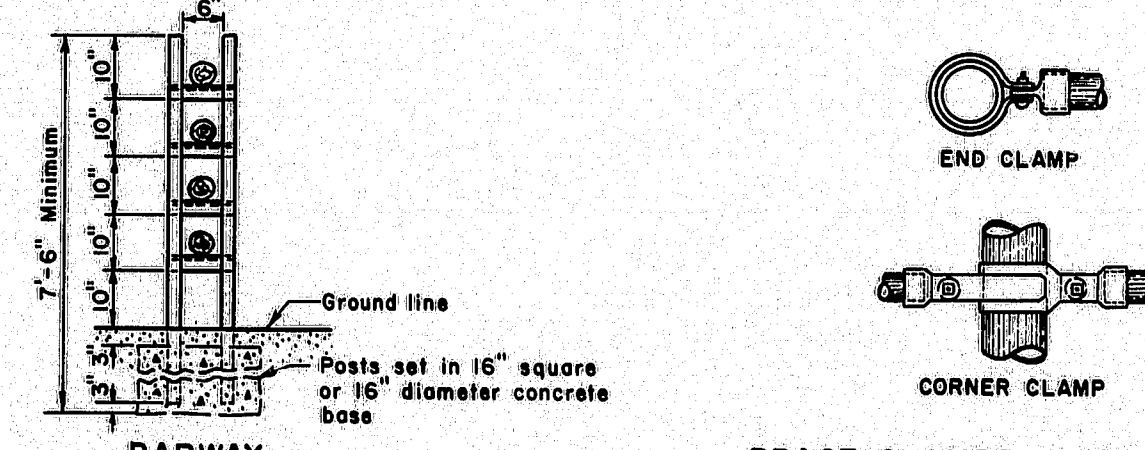 6"
10"
10"
10"
10"
10"
3"
3"
7'-6" Minimum
Ground line
Posts set in 16" square
or 16" diameter concrete
base
END CLAMP
CORNER CLAMP